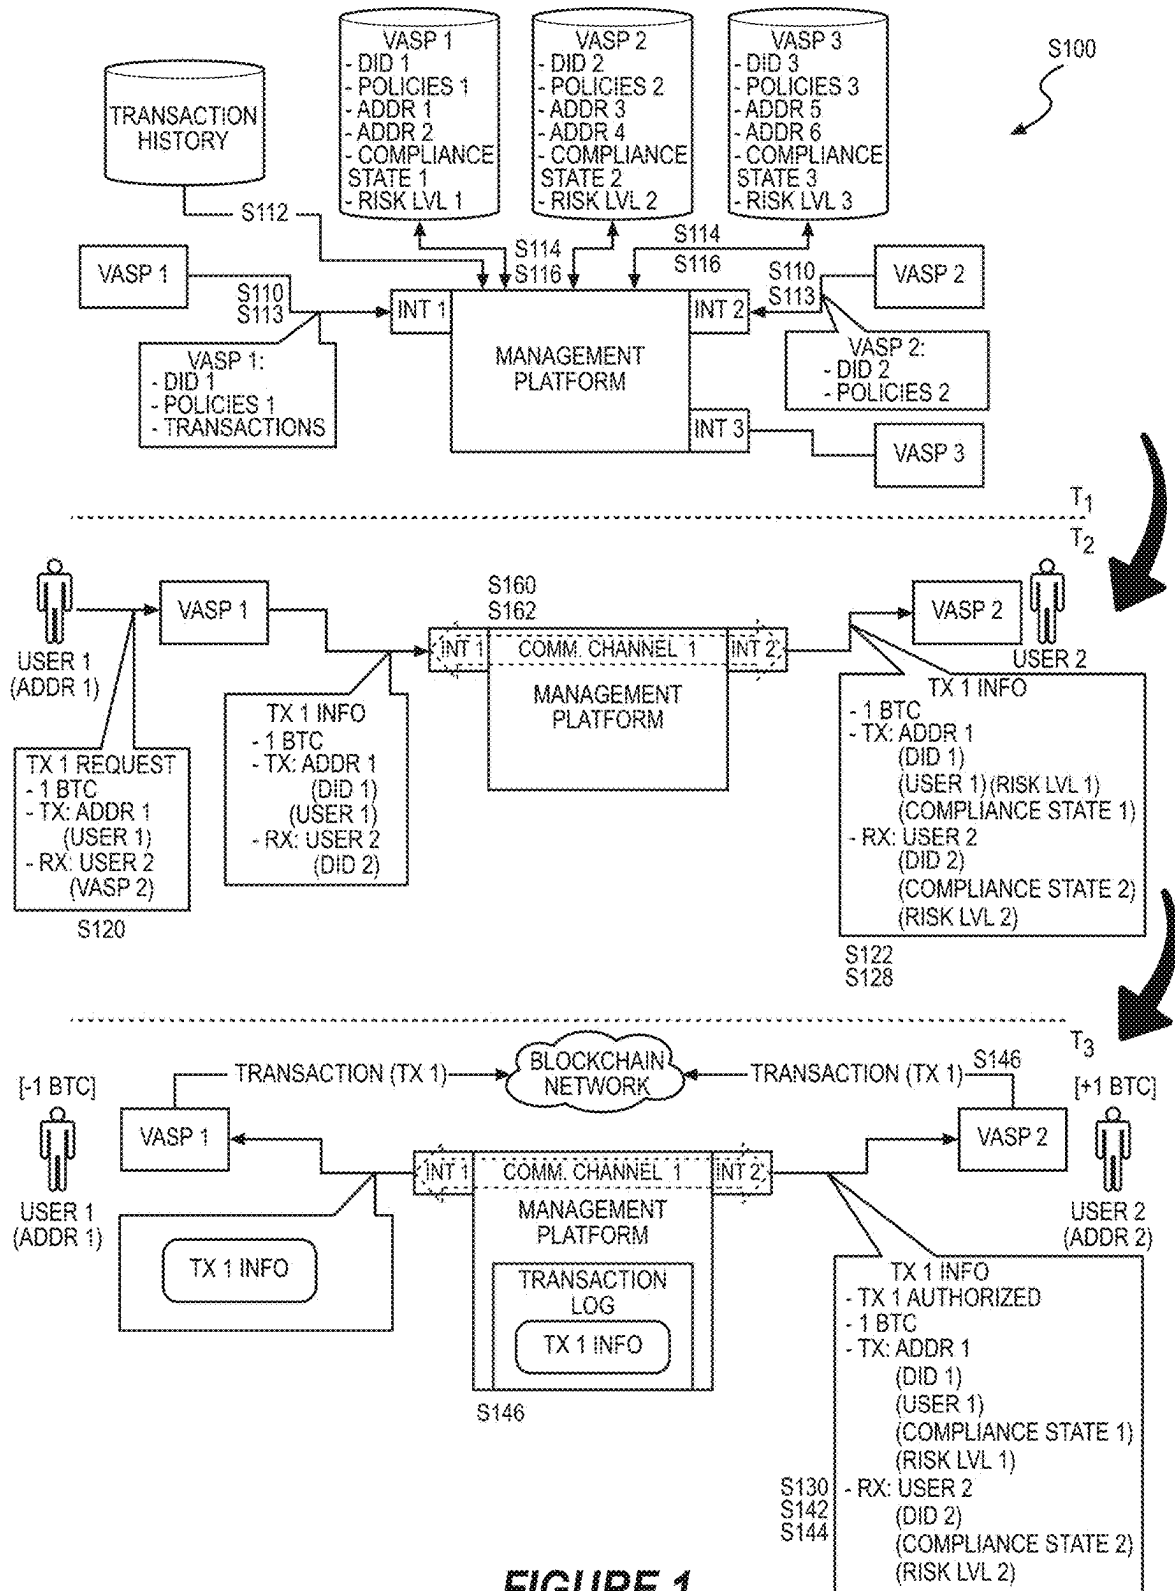 S100
TRANSACTION
HISTORY
VASP 1
- DID 1
- POLICIES 1
- ADDR 1
- ADDR 2
- COMPLIANCE
STATE 1
- RISK LVL 1
VASP 2
- DID 2
- POLICIES 2
- ADDR 3
- ADDR 4
- COMPLIANCE
STATE 2
- RISK LVL 2
VASP 3
- DID 3
- POLICIES 3
- ADDR 5
- ADDR 6
- COMPLIANCE
STATE 3
- RISK LVL 3
S112
S114
S116
S114
S116
VASP 1
S110
S113
INT 1
MANAGEMENT
PLATFORM
INT 2
INT 3
S110
S113
VASP 2
VASP 1:
- DID 1
- POLICIES 1
- TRANSACTIONS
VASP 2:
- DID 2
- POLICIES 2
VASP 3
T1
T2
USER 1
(ADDR 1)
VASP 1
S160
S162
INT 1
COMM. CHANNEL 1
INT 2
MANAGEMENT
PLATFORM
VASP 2
USER 2
TX 1 REQUEST
- 1 BTC
- TX: ADDR 1
(USER 1)
- RX: USER 2
(VASP 2)
S120
TX 1 INFO
- 1 BTC
- TX: ADDR 1
(DID 1)
(USER 1)
- RX: USER 2
(DID 2)
TX 1 INFO
- 1 BTC
- TX: ADDR 1
(DID 1)
(USER 1) (RISK LVL 1)
(COMPLIANCE STATE 1)
- RX: USER 2
(DID 2)
(COMPLIANCE STATE 2)
(RISK LVL 2)
S122
S128
T3
BLOCKCHAIN
NETWORK
TRANSACTION (TX 1)
TRANSACTION (TX 1)
S146
[-1 BTC]
USER 1
(ADDR 1)
VASP 1
INT 1
COMM. CHANNEL 1
INT 2
MANAGEMENT
PLATFORM
TRANSACTION
LOG
TX 1 INFO
S146
TX 1 INFO
VASP 2
[+1 BTC]
USER 2
(ADDR 2)
TX 1 INFO
- TX 1 AUTHORIZED
- 1 BTC
- TX: ADDR 1
(DID 1)
(USER 1)
(COMPLIANCE STATE 1)
(RISK LVL 1)
- RX: USER 2
(DID 2)
(COMPLIANCE STATE 2)
(RISK LVL 2)
S130
S142
S144
FIGURE 1